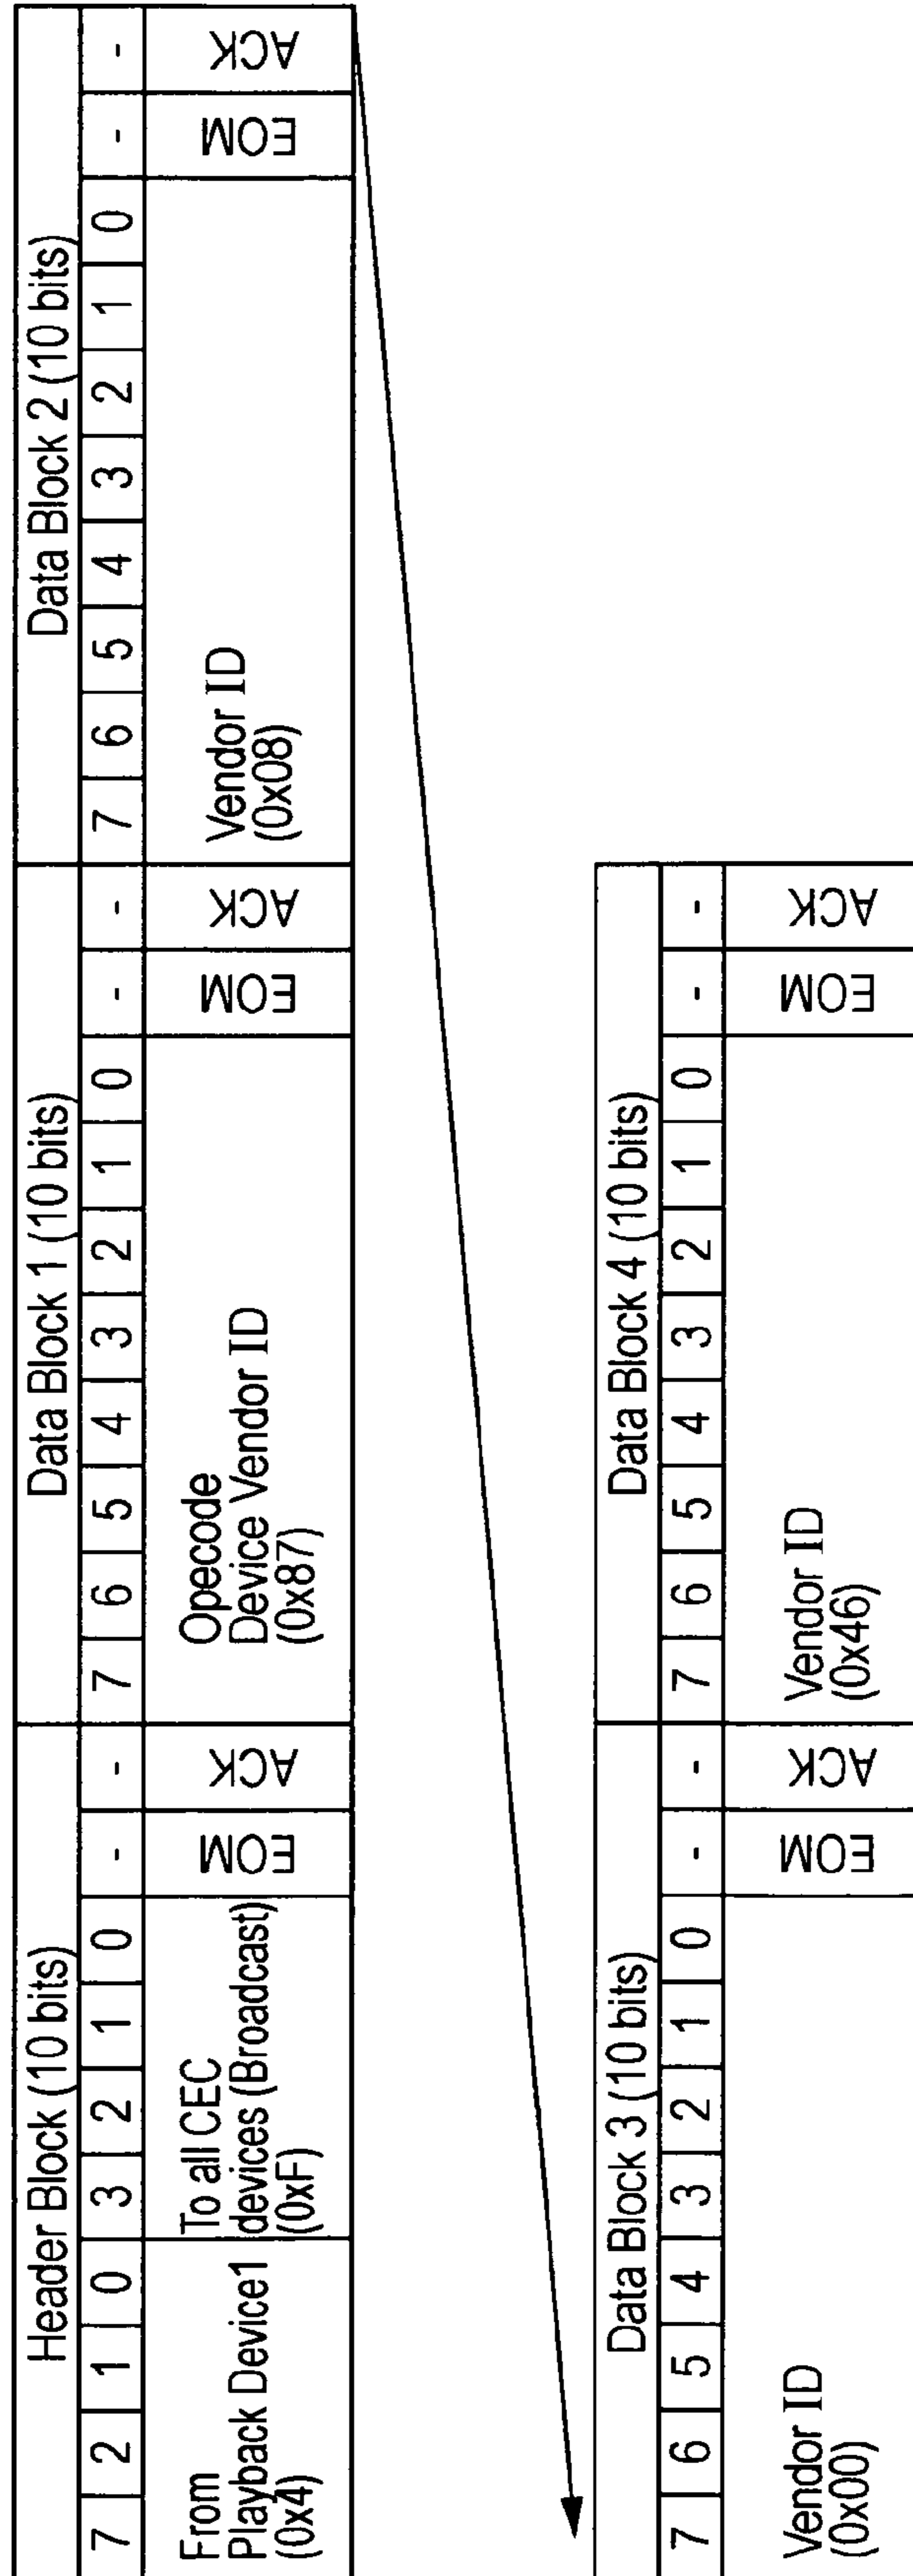 Header Block (10 bits)
Data Block 1 (10 bits)
Data Block 2 (10 bits)
7 2 1 0 3 2 1 0 - -
7 6 5 4 3 2 1 0 - -
7 6 5 4 3 2 1 0 - -
From
Playback Device1
(0x4)
To all CEC
devices (Broadcast)
(0xF)
EOM
ACK
Opecode
Device Vendor ID
(0x87)
EOM
ACK
Vendor ID
(0x08)
EOM
ACK
Data Block 3 (10 bits)
Data Block 4 (10 bits)
7 6 5 4 3 2 1 0 - -
7 6 5 4 3 2 1 0 - -
Vendor ID
(0x00)
EOM
ACK
Vendor ID
(0x46)
EOM
ACK